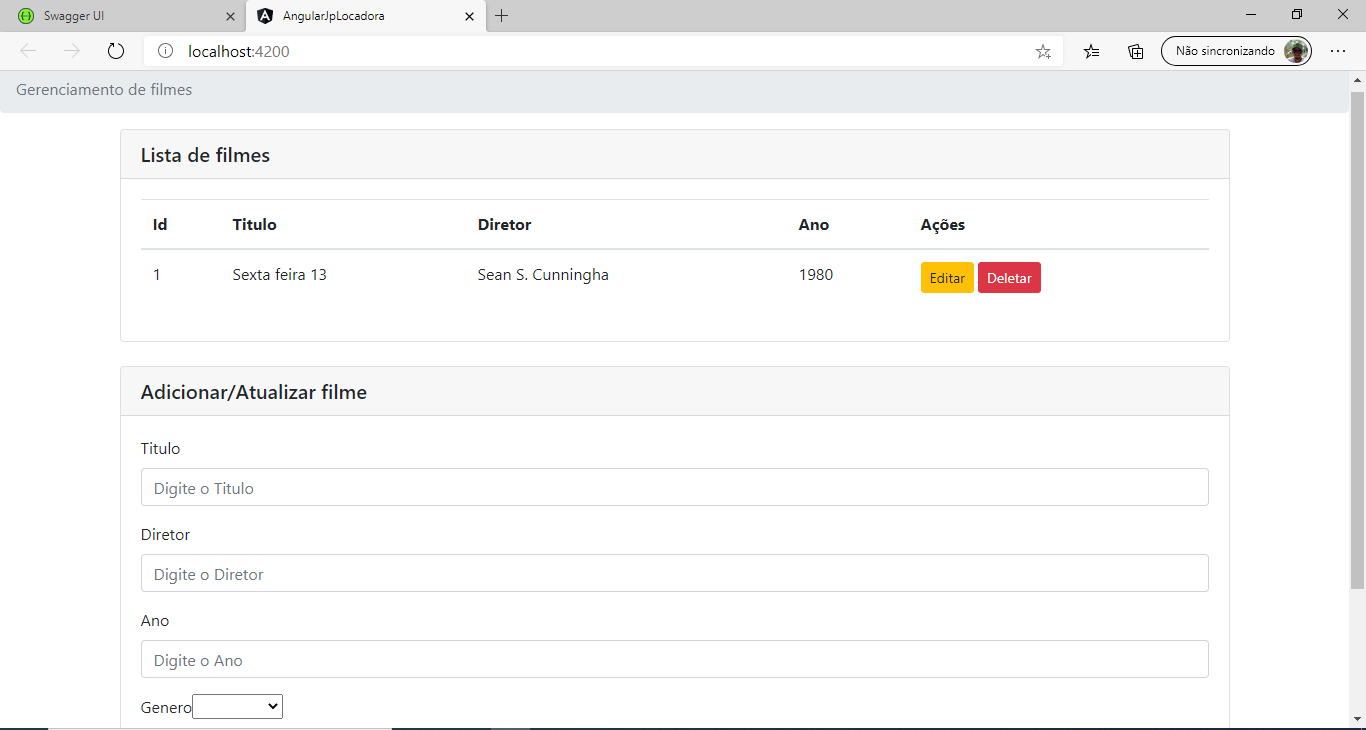 Swagger UI
AngularJpLocadora
localhost:4200
Não sincronizando
Gerenciamento de filmes
Lista de filmes
Id Titulo Diretor Ano Ações
1 Sexta feira 13 Sean S. Cunningha 1980 Editar Deletar
Adicionar/Atualizar filme
Titulo
Digite o Titulo
Diretor
Digite o Diretor
Ano
Digite o Ano
Genero